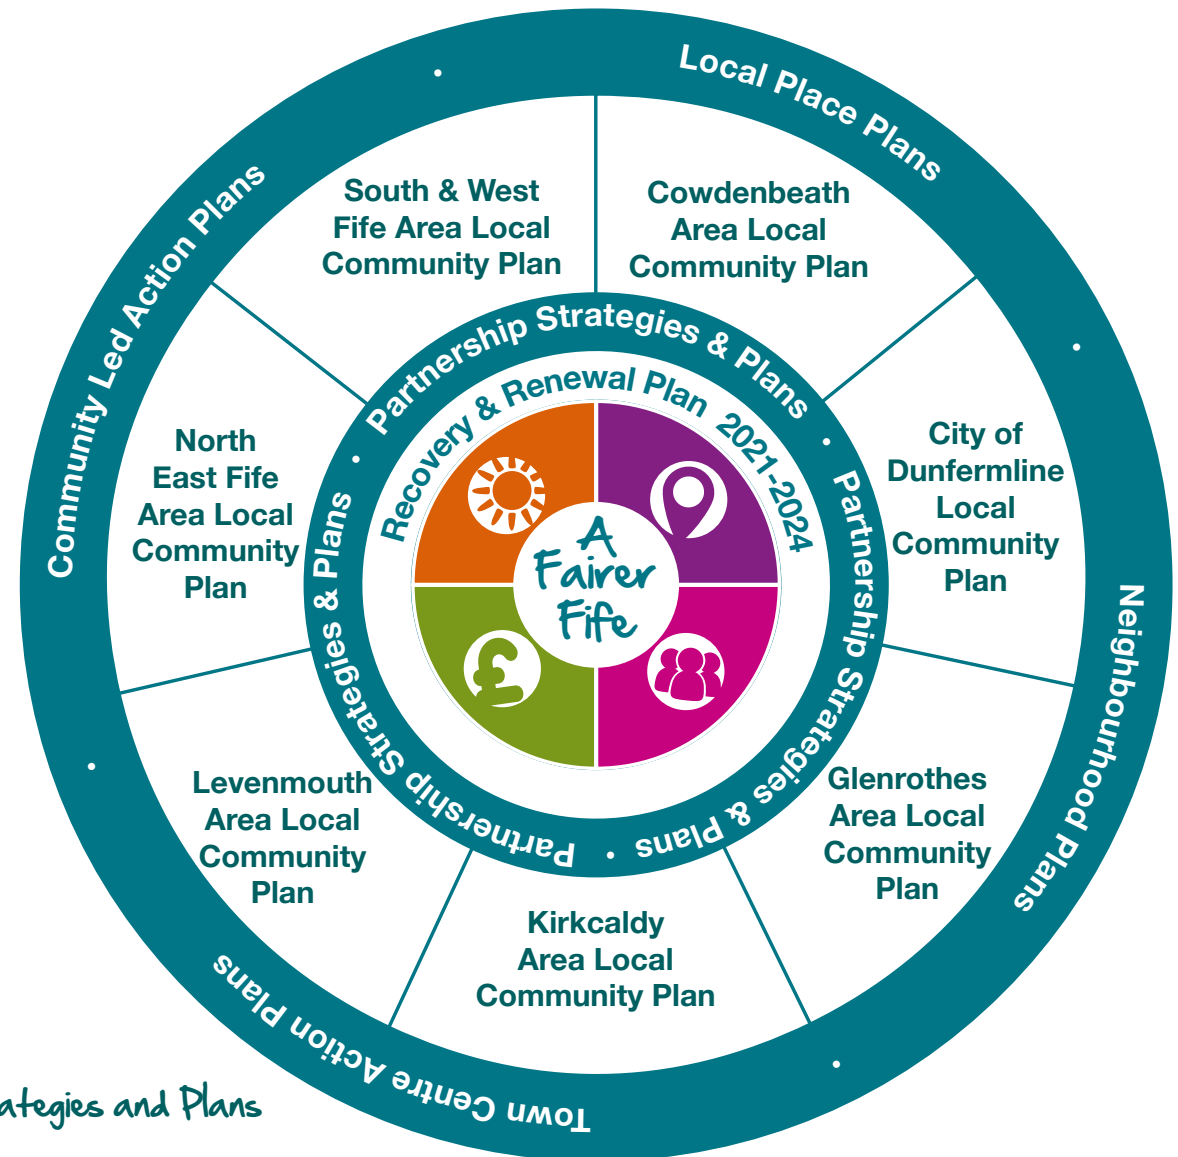 Local Place Plans
Neighbourhood Plans
Town Centre Action Plans
Community Led Action Plans
South & West
Fife Area Local
Community Plan
Cowdenbeath
Area Local
Community Plan
City of
Dunfermline
Local
Community
Plan
Glenrothes
Area Local
Community
Plan
Kirkcaldy
Area Local
Community Plan
Levenmouth
Area Local
Community
Plan
North
East Fife
Area Local
Community
Plan
Partnership Strategies & Plans
Partnership Strategies & Plans
Partnership Strategies & Plans
Recovery & Renewal Plan 2021-2024
A
Fairer
Fife
£
ategies and Plans